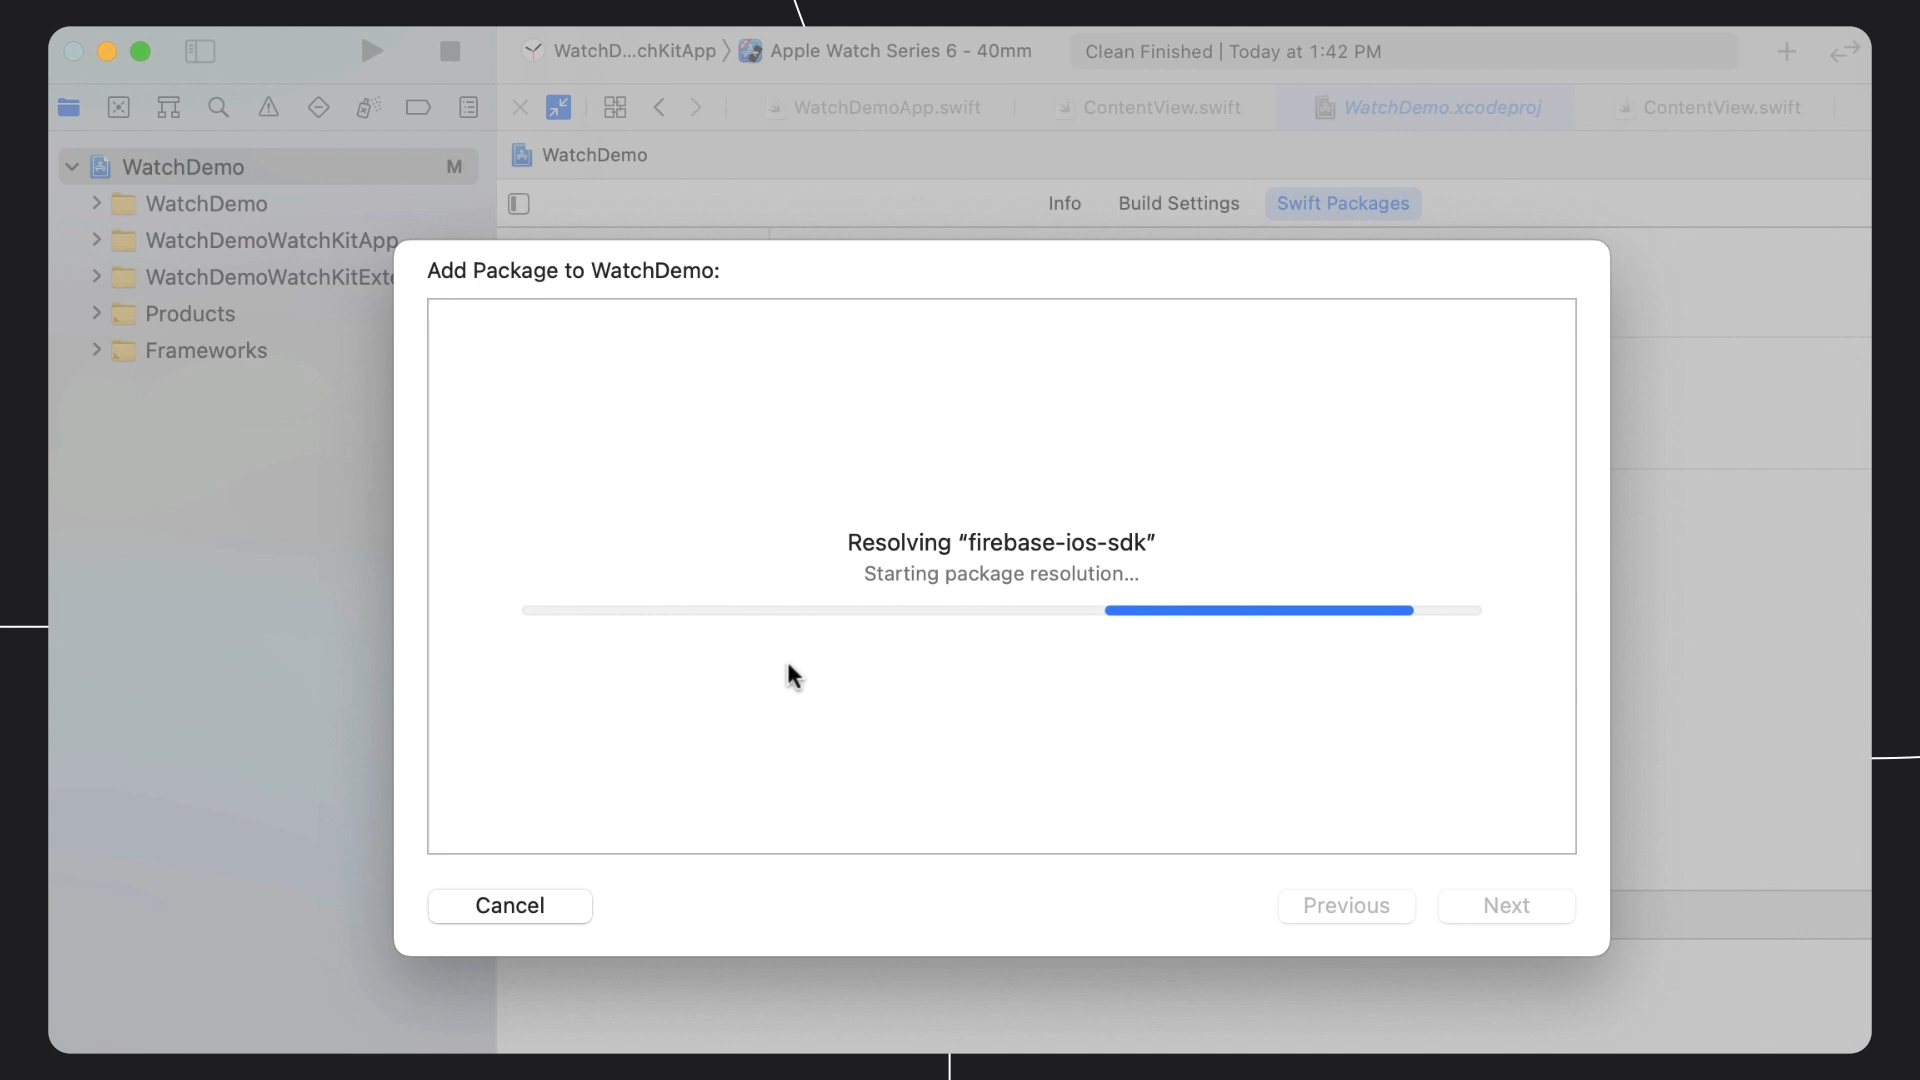 WatchD...chKitApp 〉 Apple Watch Series 6 - 40mm
Clean Finished | Today at 1:42 PM
WatchDemoApp.swift
ContentView.swift
WatchDemo.xcodeproj
ContentView.swift
WatchDemo
M
WatchDemo
WatchDemo
Info
Build Settings
Swift Packages
WatchDemoWatchKitApp
WatchDemoWatchKitExte
Products
Frameworks
Add Package to WatchDemo:
Resolving “firebase-ios-sdk”
Starting package resolution...
Cancel
Previous
Next